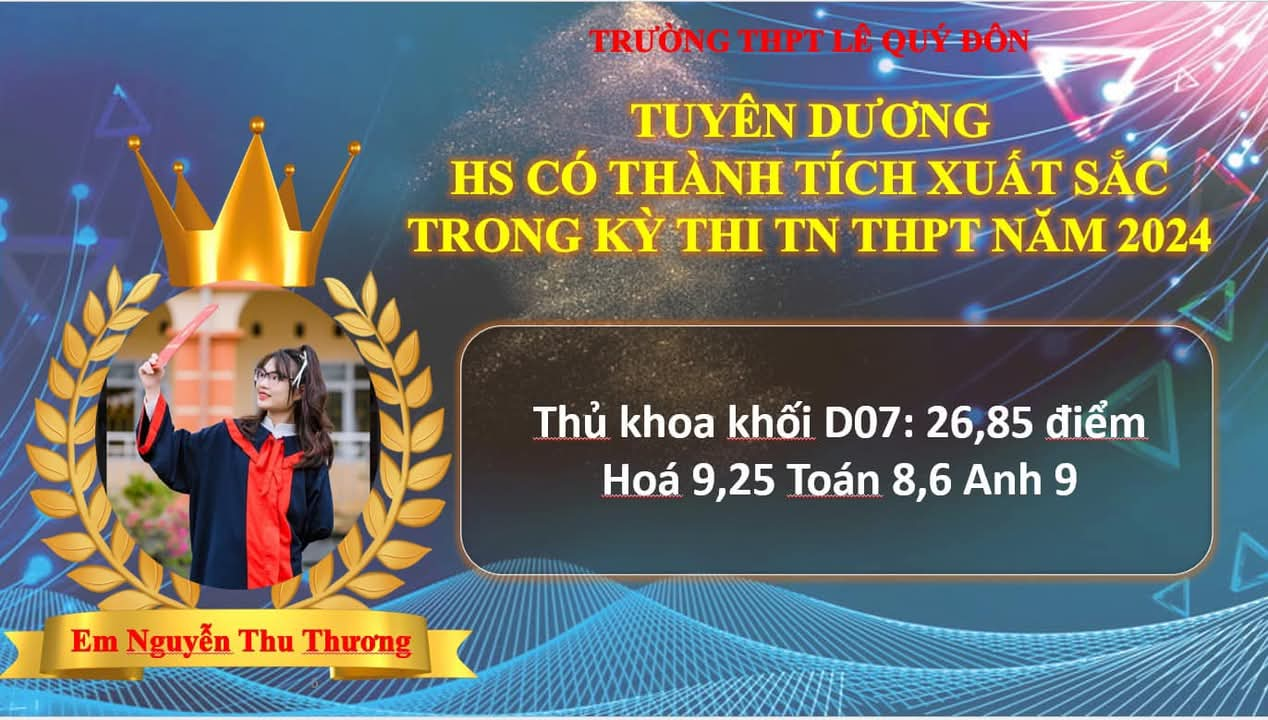 TRƯỜNG THPT LÊ QUÝ ĐÔN
TUYÊN DƯƠNG
HS CÓ THÀNH TÍCH XUẤT SẮC
TRONG KỲ THI TN THPT NĂM 2024
Thủ khoa khối D07: 26,85 điểm
Hoá 9,25 Toán 8,6 Anh 9
Em Nguyễn Thu Thương